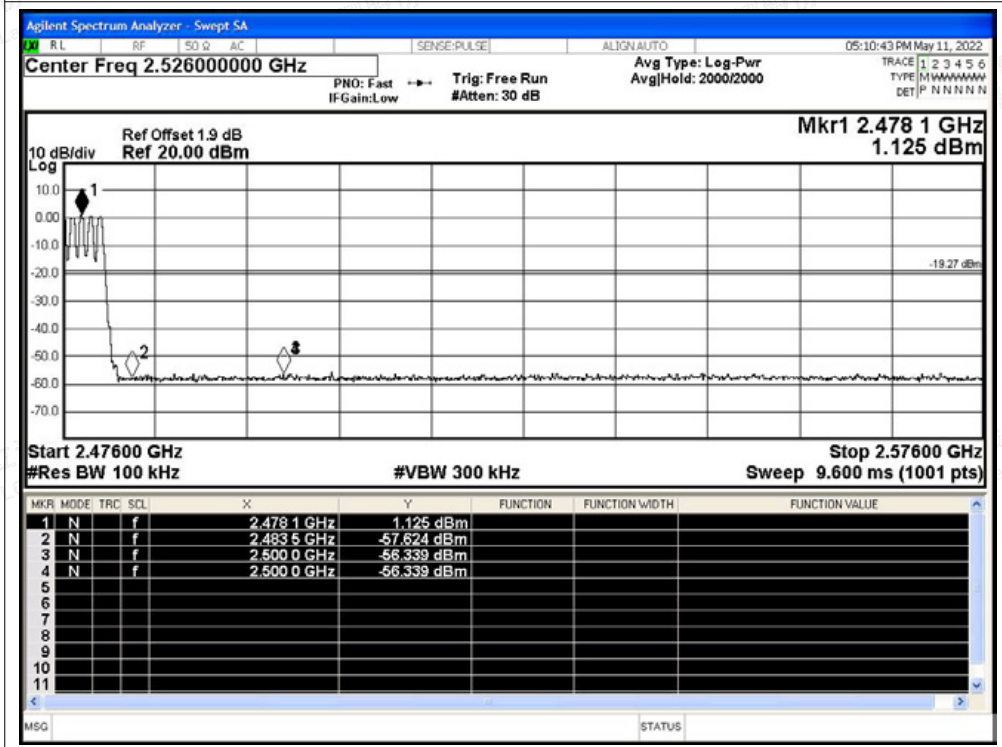 Agilent Spectrum Analyzer - Swept SA
RL RF 50 Ω AC SENSE:PULSE ALIGN AUTO 05:10:43 PM May 11, 2022
Center Freq 2.526000000 GHz
PNO: Fast
IFGain:Low
Trig: Free Run
#Atten: 30 dB
Avg Type: Log-Pwr
Avg|Hold: 2000/2000
TRACE 1 2 3 4 5 6
TYPE M WWWWW
DET P N N N N N
Ref Offset 1.9 dB
10 dB/div Ref 20.00 dBm
Log
Mkr1 2.478 1 GHz
1.125 dBm
10.0
0.00
-10.0
-20.0
-30.0
-40.0
-50.0
-60.0
-70.0
1
2
-19.27 dBm
Start 2.47600 GHz Stop 2.57600 GHz
#Res BW 100 kHz #VBW 300 kHz Sweep 9.600 ms (1001 pts)
MKR MODE TRC SCL X Y FUNCTION FUNCTION WIDTH FUNCTION VALUE
1 N f 2.478 1 GHz 1.125 dBm
2 N f 2.483 5 GHz -57.624 dBm
3 N f 2.500 0 GHz -56.339 dBm
4 N f 2.500 0 GHz -56.339 dBm
5
6
7
8
9
10
11
MSG STATUS